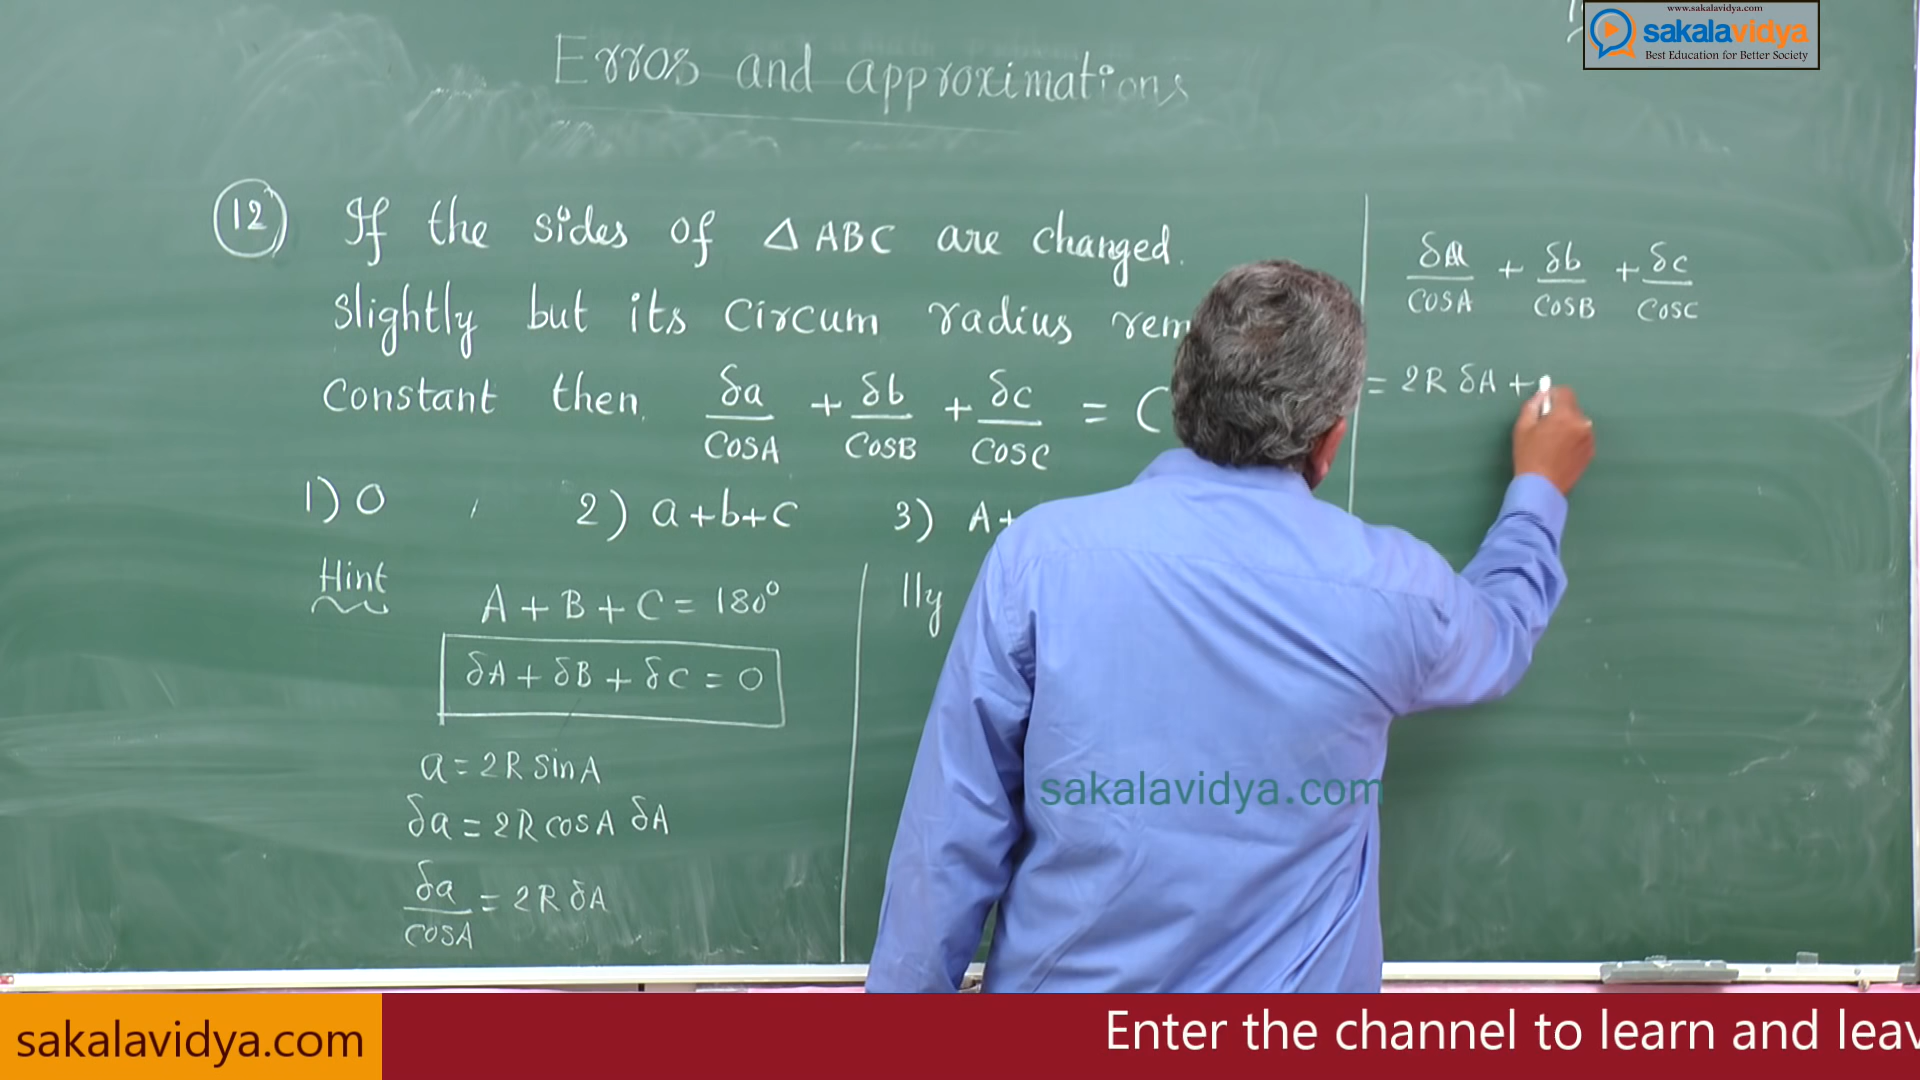 www.sakalavidya.com
sakalavidya
Best Education for Better Society
Errors and approximations
12) If the sides of △ ABC are changed.
slightly but its Circum radius rem
Constant then, δa/cosA + δb/cosB + δc/cosC = C
1) 0 , 2) a+b+c 3) A+
Hint
A + B + C = 180°
δA + δB + δC = 0
a = 2R sinA
δa = 2R cosA δA
δa/cosA = 2R δA
lly
δa/cosA + δb/cosB + δc/cosC
= 2R δA +
sakalavidya.com
sakalavidya.com
Enter the channel to learn and leav